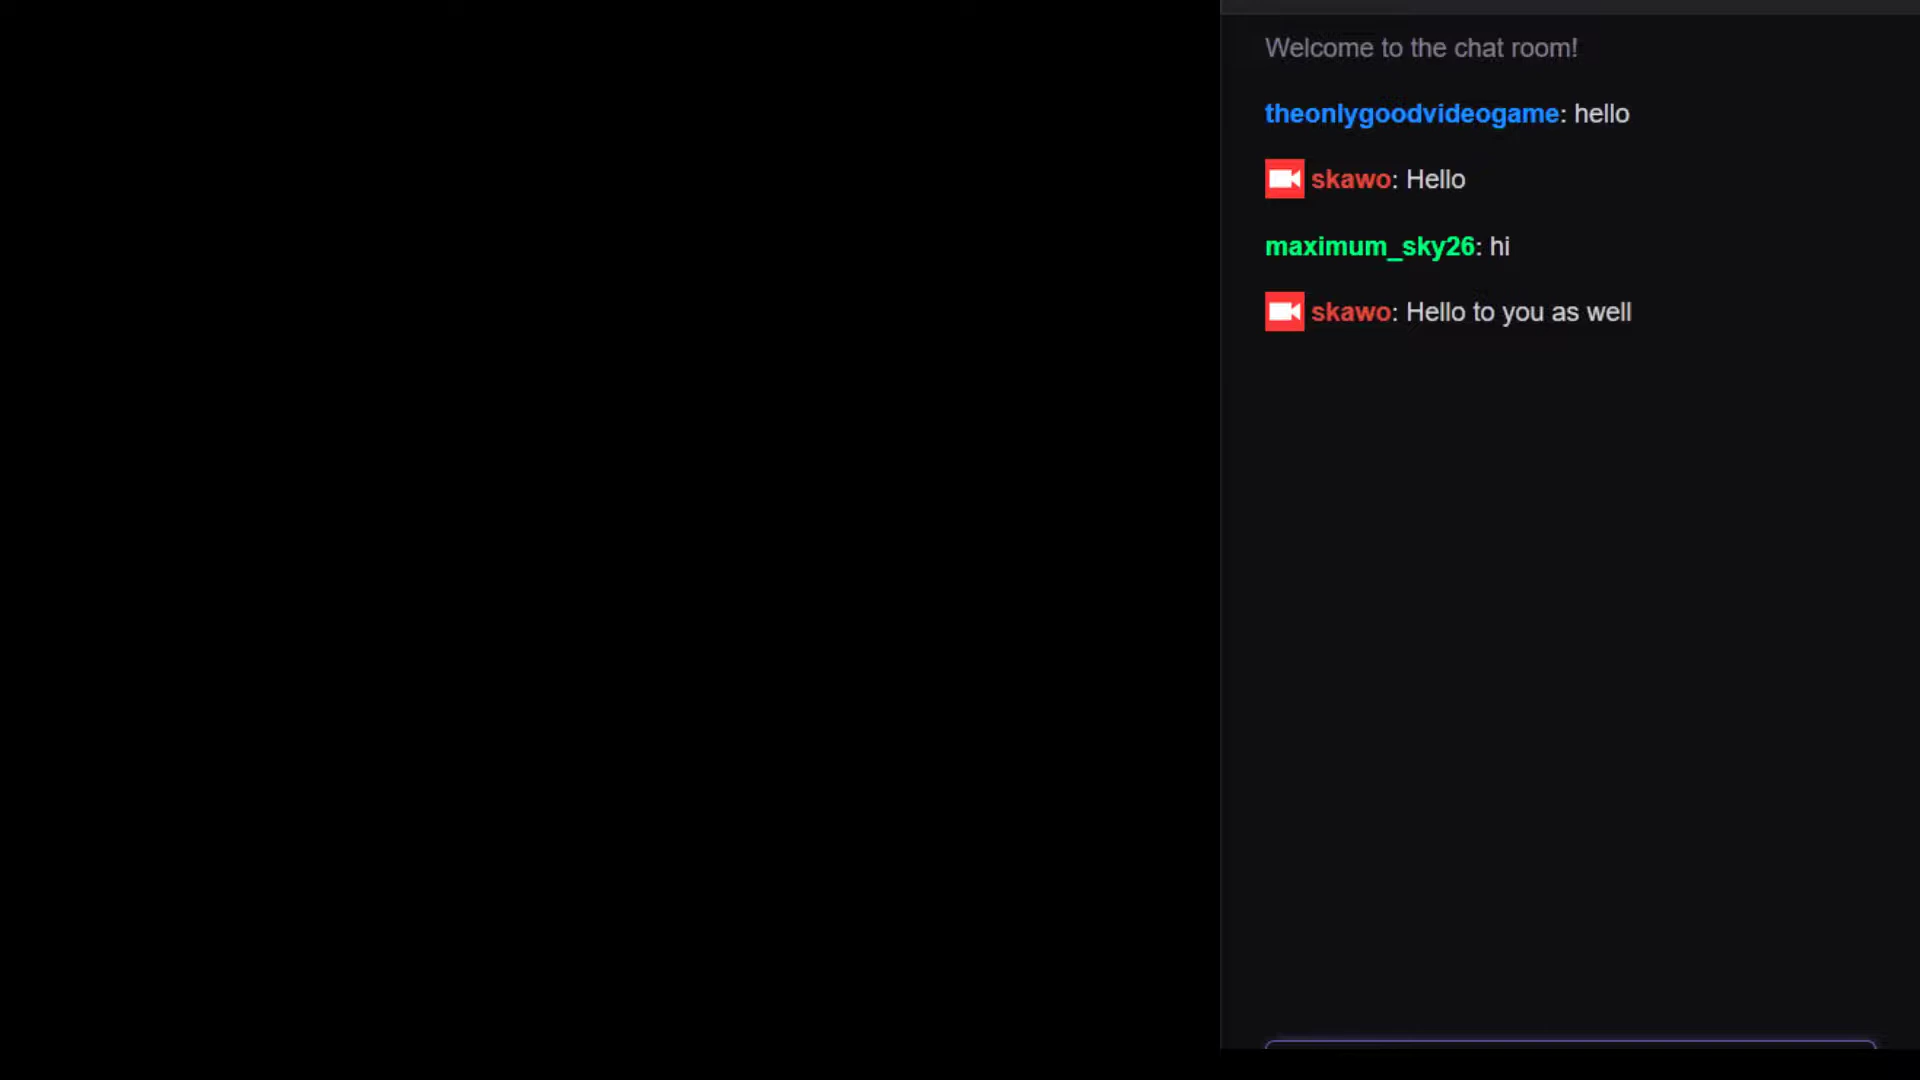 Welcome to the chat room!
theonlygoodvideogame: hello
skawo: Hello
maximum_sky26: hi
skawo: Hello to you as well